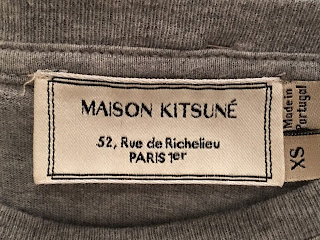 MAISON KITSUNÉ
52, Rue de Richelieu
PARIS 1er
Made in
Portugal
XS